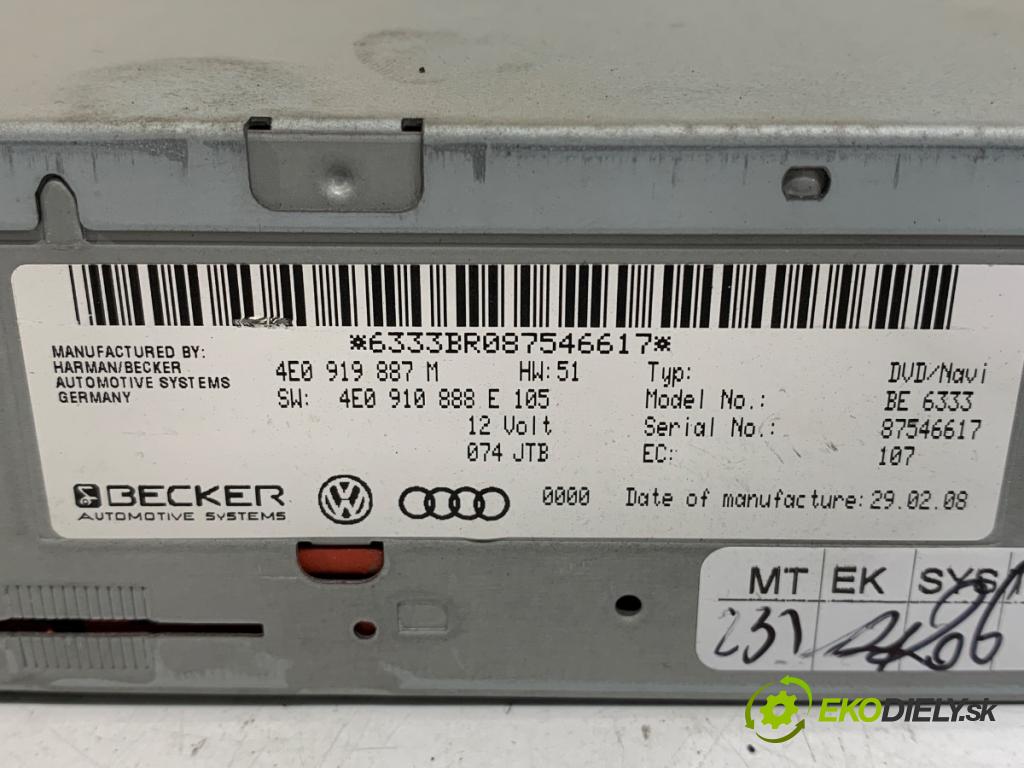 *6333BR087546617*
MANUFACTURED BY:
HARMAN/BECKER
AUTOMOTIVE SYSTEMS
GERMANY
4E0 919 887 M HW:51
SW: 4E0 910 888 E 105
12 Volt
074 JTB
Typ: DVD/Navi
Model No.: BE 6333
Serial No.: 87546617
EC: 107
BECKER
AUTOMOTIVE SYSTEMS
0000 Date of manufacture: 29.02.08
MT EK SYS
231
EKODIELY.sk